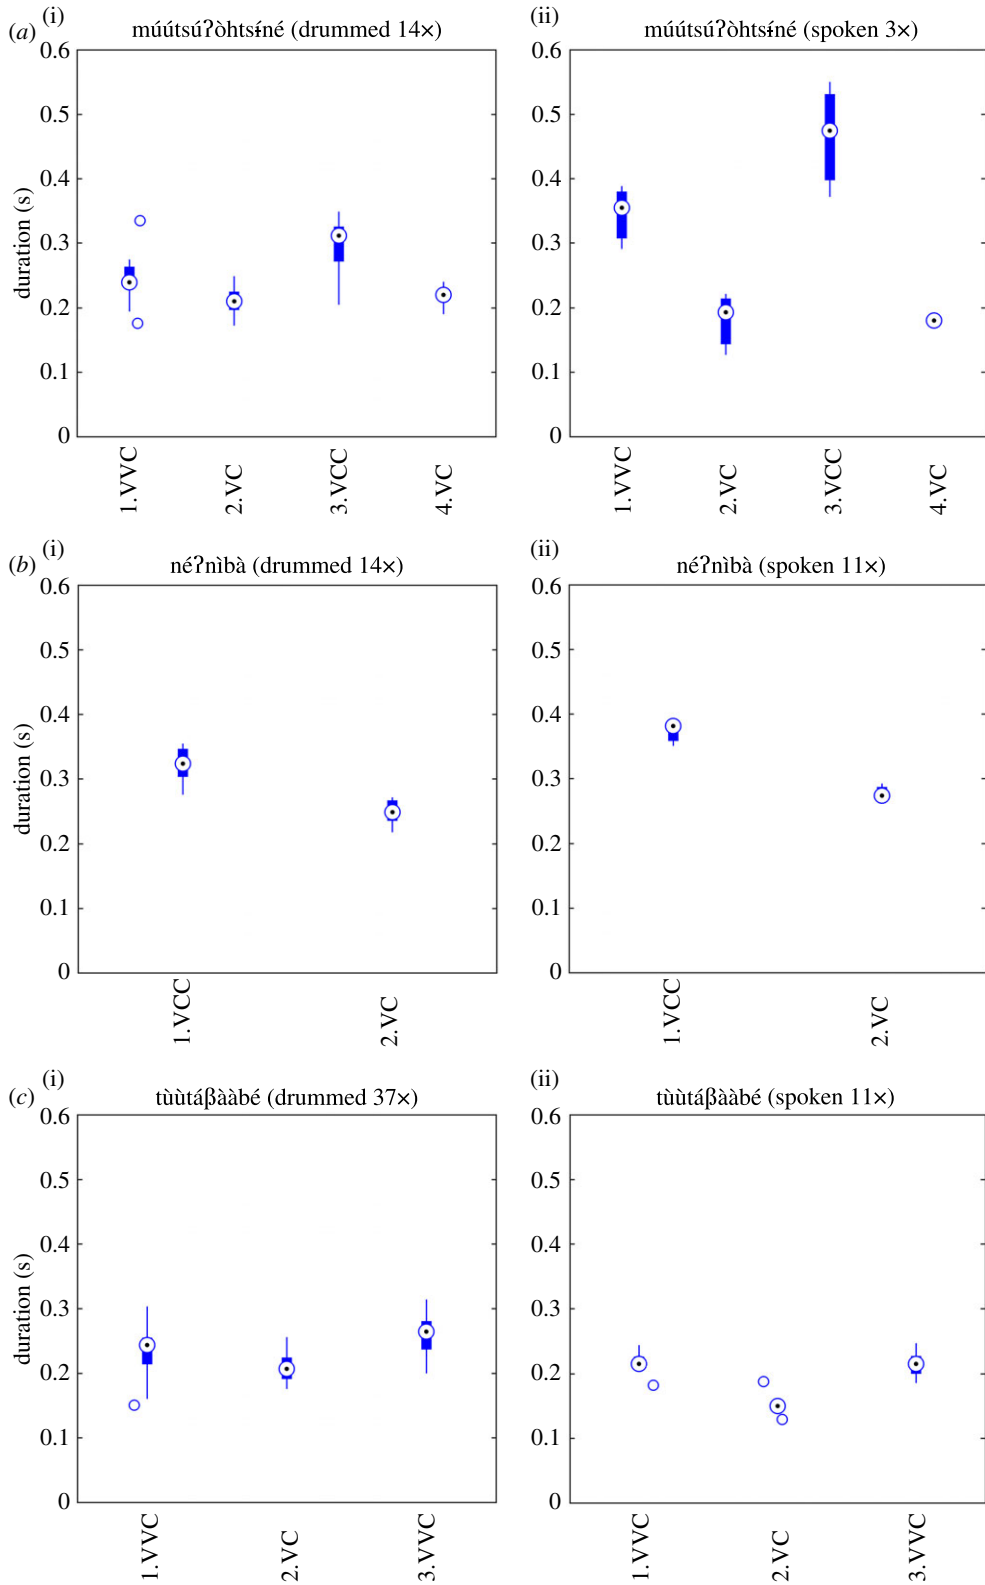 (a) (i) múútsúʔòhtsɨné (drummed 14×)
(ii) múútsúʔòhtsɨné (spoken 3×)
duration (s)
0.6
0.5
0.4
0.3
0.2
0.1
0
1.VVC 2.VC 3.VCC 4.VC
0.6
0.5
0.4
0.3
0.2
0.1
0
1.VVC 2.VC 3.VCC 4.VC
(b) (i) néʔnìbà (drummed 14×)
(ii) néʔnìbà (spoken 11×)
duration (s)
0.6
0.5
0.4
0.3
0.2
0.1
0
1.VCC 2.VC
0.6
0.5
0.4
0.3
0.2
0.1
0
1.VCC 2.VC
(c) (i) tùùtáβààbé (drummed 37×)
(ii) tùùtáβààbé (spoken 11×)
duration (s)
0.6
0.5
0.4
0.3
0.2
0.1
0
1.VVC 2.VC 3.VVC
0.6
0.5
0.4
0.3
0.2
0.1
0
1.VVC 2.VC 3.VVC